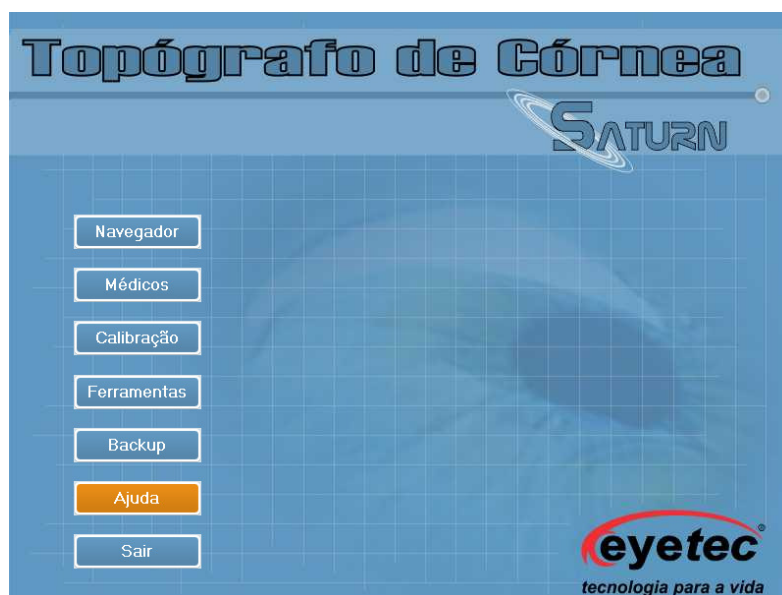 Topógrafo de Córnea
SATURN
Navegador
Médicos
Calibração
Ferramentas
Backup
Ajuda
Sair
eyetec®
tecnologia para a vida